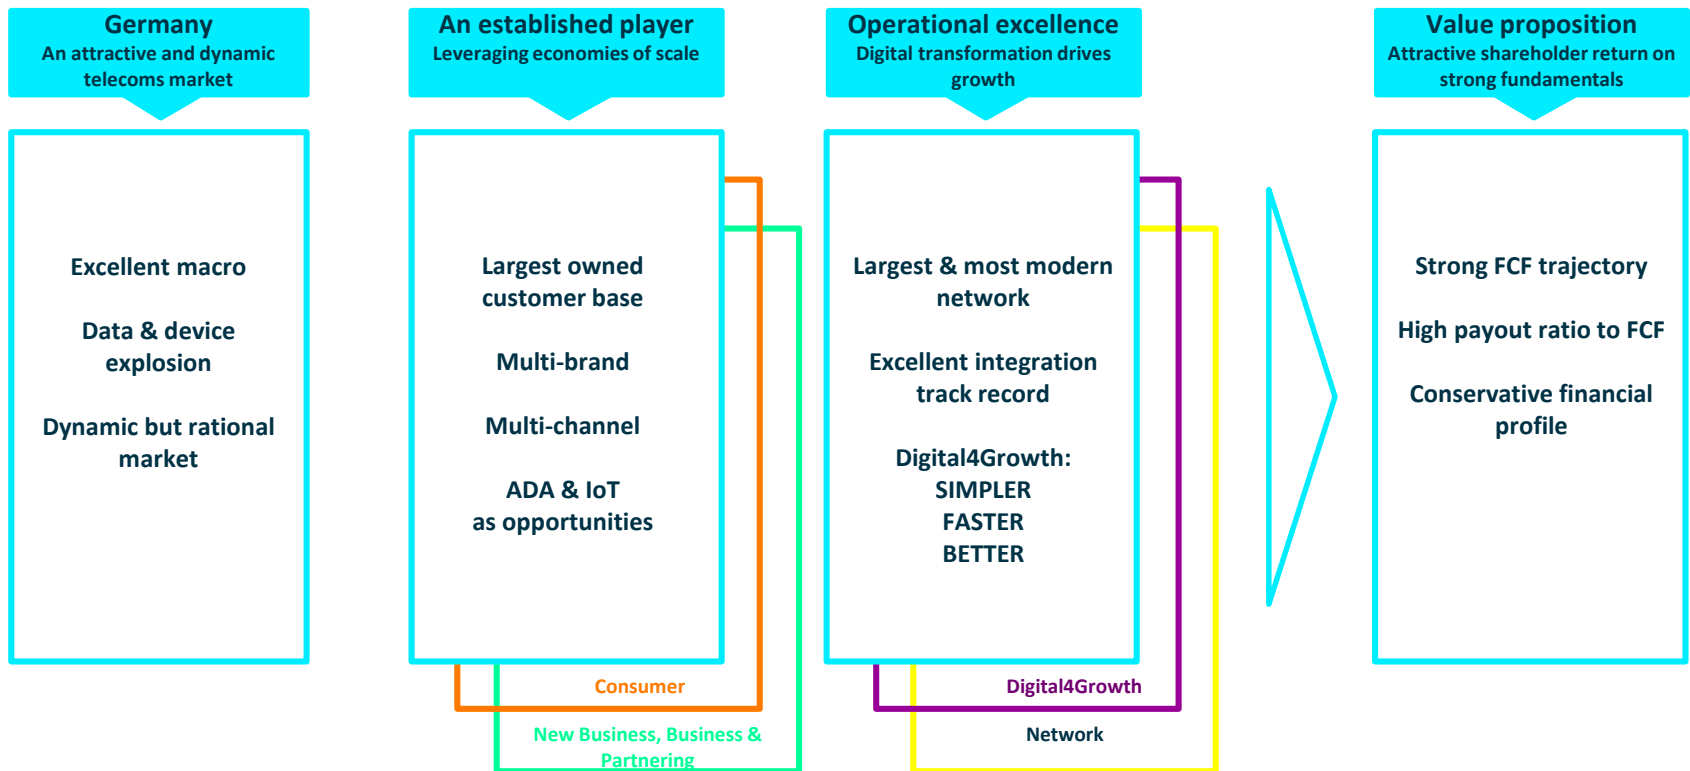 Germany
An attractive and dynamic
telecoms market
Excellent macro
Data & device
explosion
Dynamic but rational
market
An established player
Leveraging economies of scale
Largest owned
customer base
Multi-brand
Multi-channel
ADA & IoT
as opportunities
Consumer
New Business, Business &
Partnering
Operational excellence
Digital transformation drives
growth
Largest & most modern
network
Excellent integration
track record
Digital4Growth:
SIMPLER
FASTER
BETTER
Digital4Growth
Network
Value proposition
Attractive shareholder return on
strong fundamentals
Strong FCF trajectory
High payout ratio to FCF
Conservative financial
profile